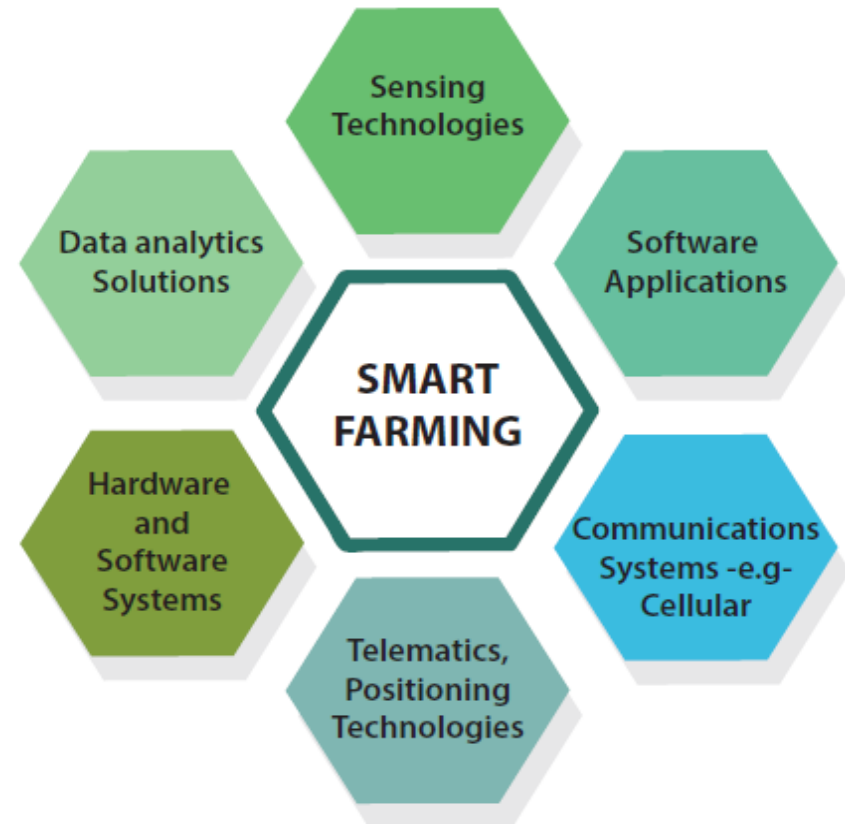 Sensing
Technologies
Data analytics
Solutions
Software
Applications
SMART
FARMING
Hardware
and
Software
Systems
Communications
Systems -e.g-
Cellular
Telematics,
Positioning
Technologies